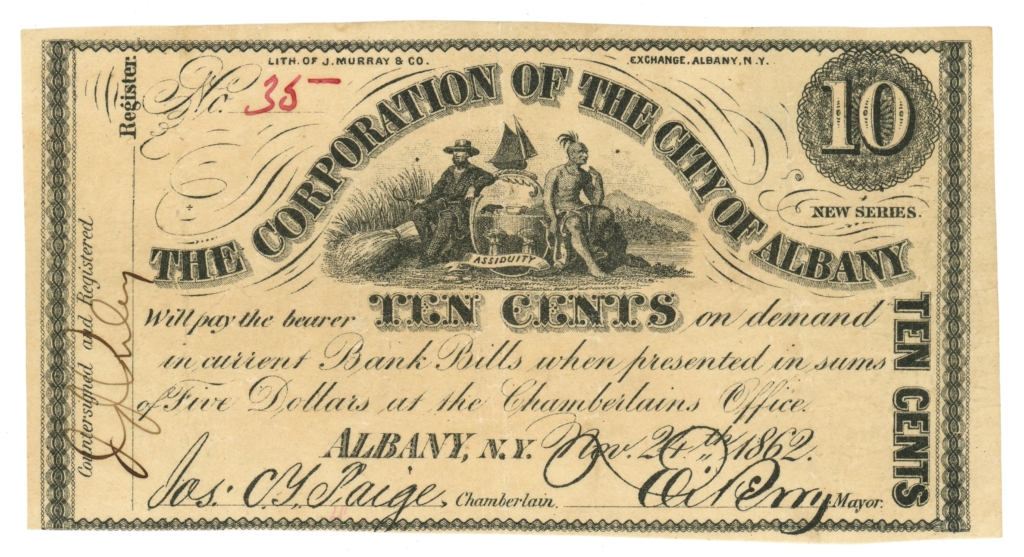 LITH. OF J. MURRAY & CO.
EXCHANGE. ALBANY, N.Y.
Register.
No. 35
10
THE CORPORATION OF THE CITY OF ALBANY
NEW SERIES.
ASSIDUITY
Will pay the bearer TEN CENTS on demand
in current Bank Bills when presented in sums
of Five Dollars at the Chamberlains Office.
ALBANY, N.Y. Nov. 24th 1862.
Jos: C.Y. Paige, Chamberlain.
Mayor.
Countersigned and Registered
TEN CENTS